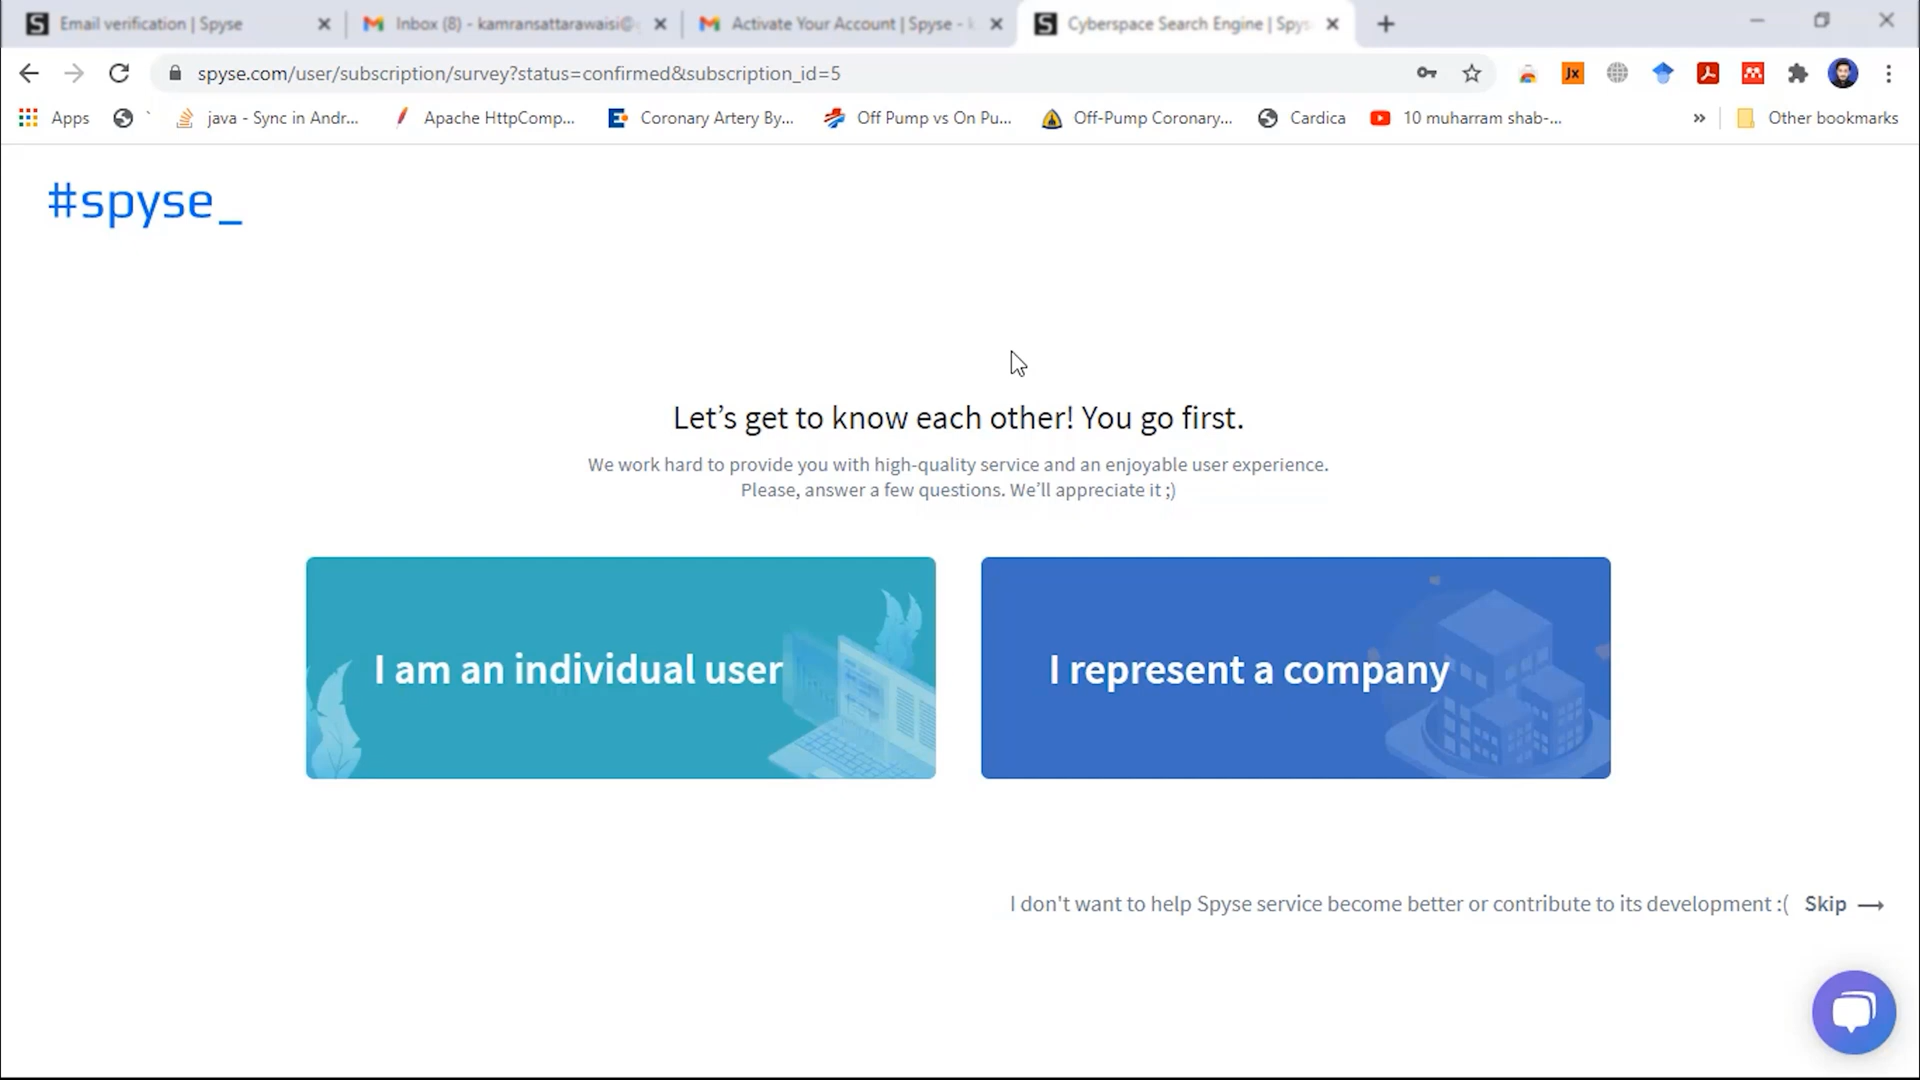 Email verification | Spyse
Inbox (8) - kamransattarawaisi@
Activate Your Account | Spyse -
Cyberspace Search Engine | Spys
spyse.com/user/subscription/survey?status=confirmed&subscription_id=5
Jx
Apps
java - Sync in Andr...
Apache HttpComp...
Coronary Artery By...
Off Pump vs On Pu...
Off-Pump Coronary...
Cardica
10 muharram shab-...
»
Other bookmarks
#spyse_
Let's get to know each other! You go first.
We work hard to provide you with high-quality service and an enjoyable user experience.
Please, answer a few questions. We'll appreciate it ;)
I am an individual user
I represent a company
I don't want to help Spyse service become better or contribute to its development :( Skip →